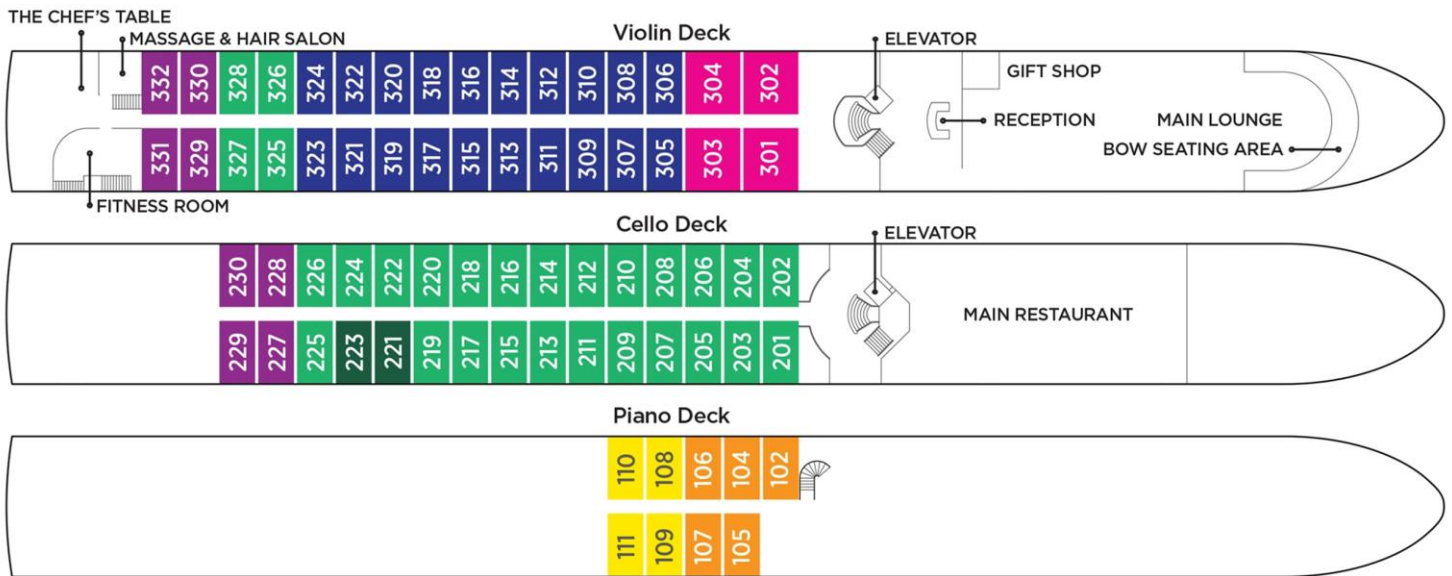 THE CHEF'S TABLE
MASSAGE & HAIR SALON
Violin Deck
ELEVATOR
332 330 328 326 324 322 320 318 316 314 312 310 308 306 304 302
GIFT SHOP
RECEPTION
MAIN LOUNGE
BOW SEATING AREA
331 329 327 325 323 321 319 317 315 313 311 309 307 305 303 301
FITNESS ROOM
Cello Deck
ELEVATOR
230 228 226 224 222 220 218 216 214 212 210 208 206 204 202
MAIN RESTAURANT
229 227 225 223 221 219 217 215 213 211 209 207 205 203 201
Piano Deck
110 108 106 104 102
111 109 107 105